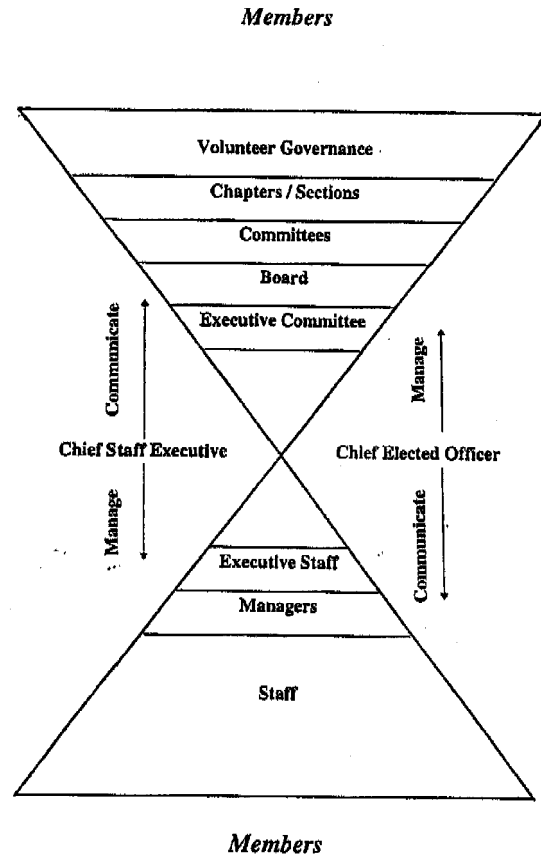 Members
Volunteer Governance
Chapters / Sections
Committees
Board
Executive Committee
Communicate
Manage
Chief Staff Executive
Chief Elected Officer
Manage
Communicate
Executive Staff
Managers
Staff
Members